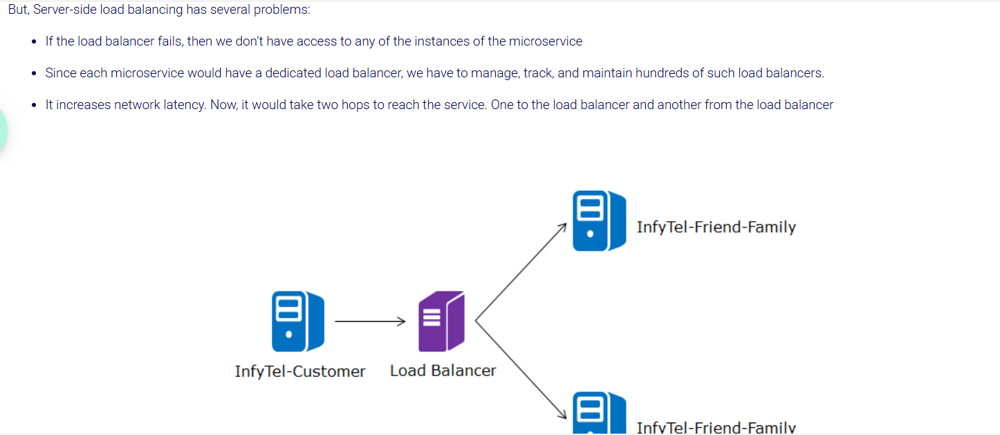 But, Server-side load balancing has several problems:
If the load balancer fails, then we don't have access to any of the instances of the microservice
Since each microservice would have a dedicated load balancer, we have to manage, track, and maintain hundreds of such load balancers.
It increases network latency. Now, it would take two hops to reach the service. One to the load balancer and another from the load balancer
InfyTel-Friend-Family
InfyTel-Customer
Load Balancer
InfyTel-Friend-Family